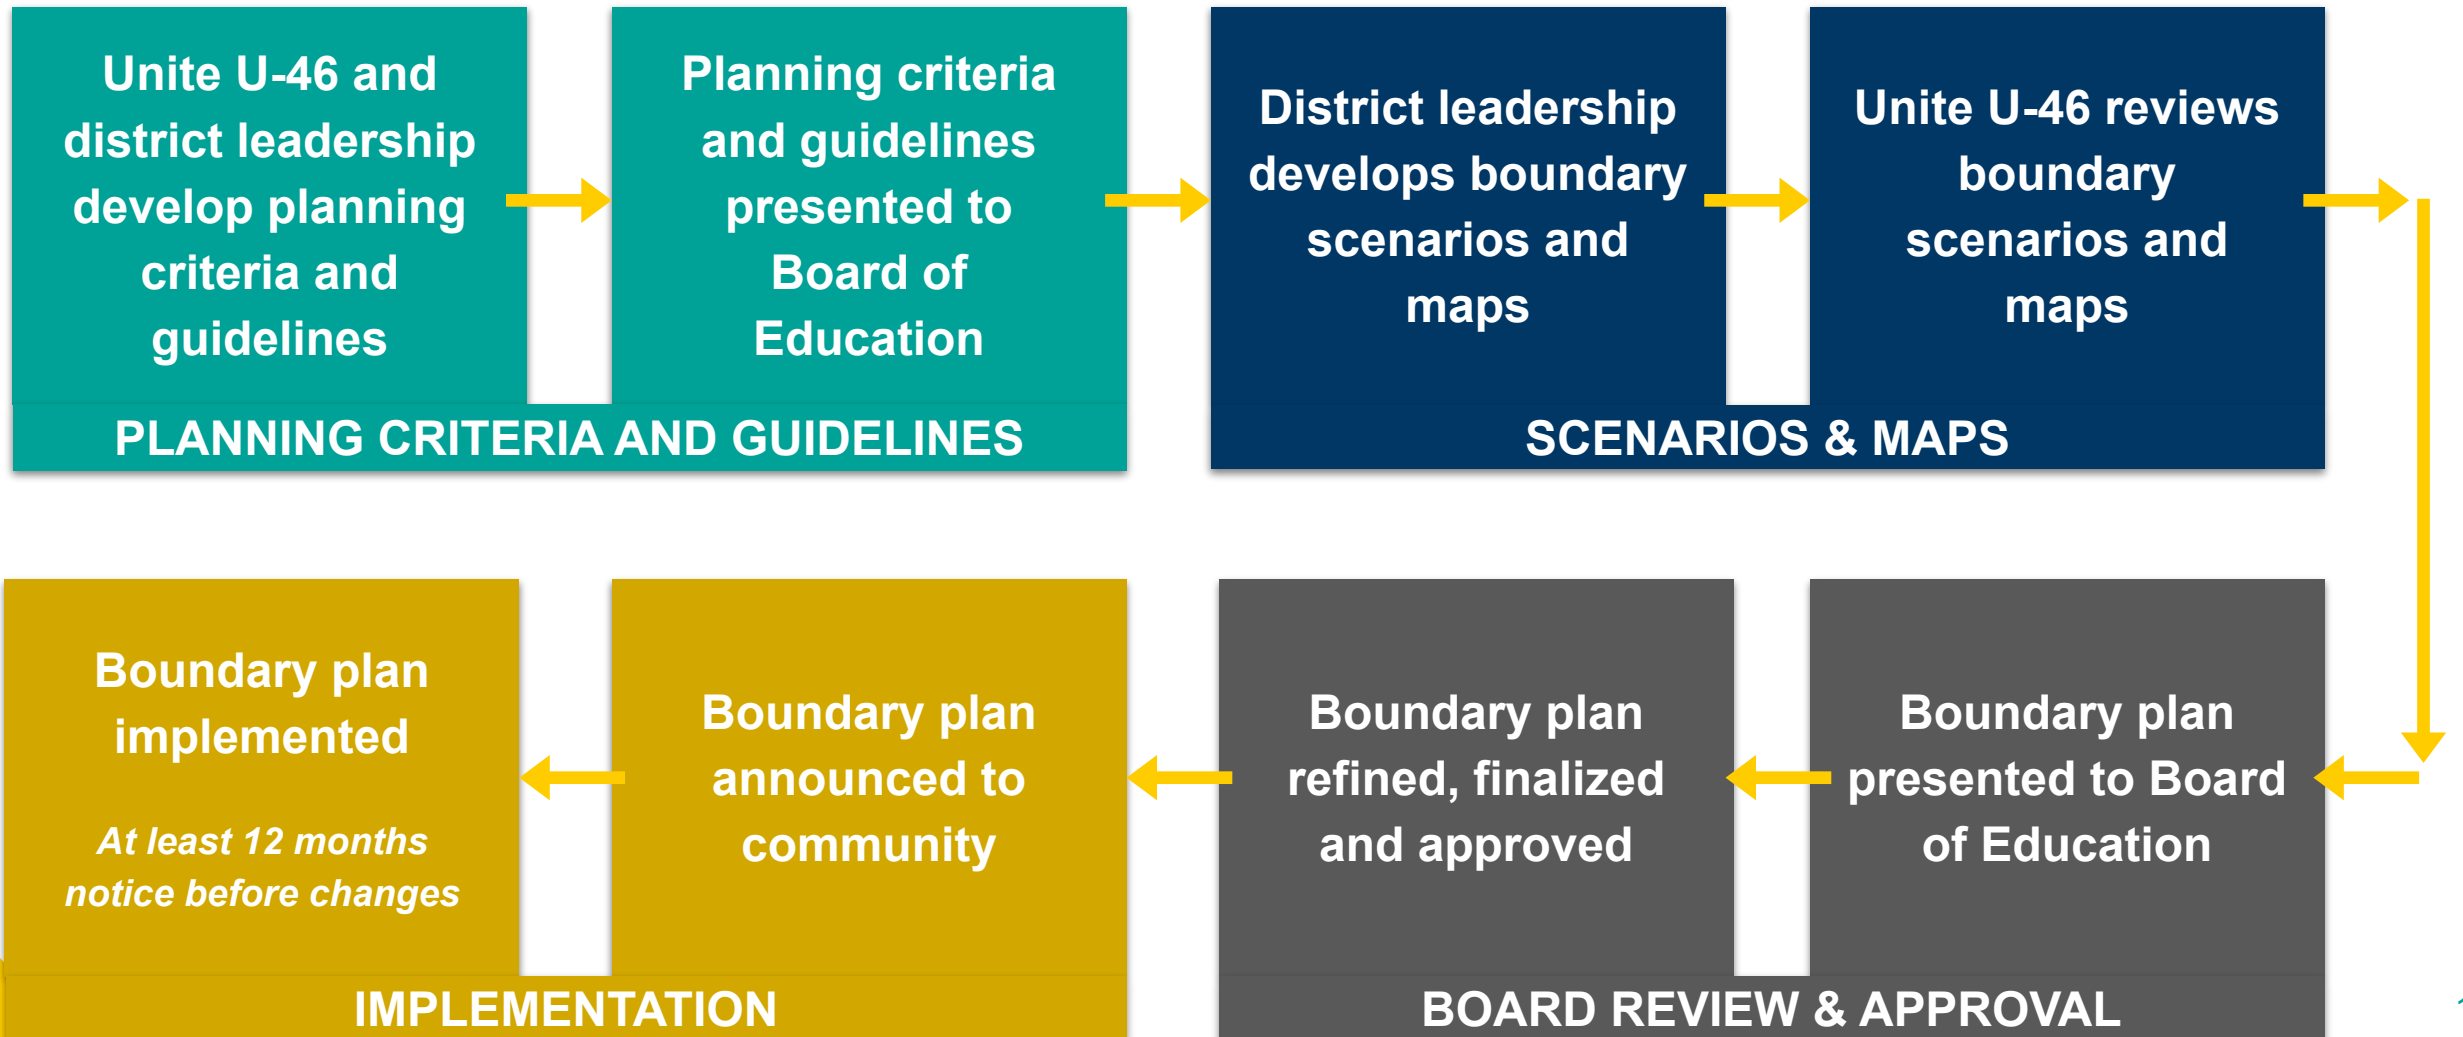 Unite U-46 and
district leadership
develop planning
criteria and
guidelines
Planning criteria
and guidelines
presented to
Board of
Education
PLANNING CRITERIA AND GUIDELINES
District leadership
develops boundary
scenarios and
maps
Unite U-46 reviews
boundary
scenarios and
maps
SCENARIOS & MAPS
Boundary plan
implemented
At least 12 months
notice before changes
Boundary plan
announced to
community
IMPLEMENTATION
Boundary plan
refined, finalized
and approved
Boundary plan
presented to Board
of Education
BOARD REVIEW & APPROVAL